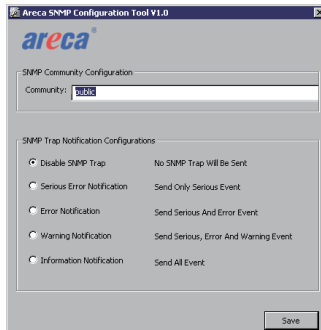 Areca SNMP Configuration Tool V1.0
areca
SNMP Community Configuration
Community: public
SNMP Trap Notification Configurations
Disable SNMP Trap No SNMP Trap Will Be Sent
Serious Error Notification Send Only Serious Event
Error Notification Send Serious And Error Event
Warning Notification Send Serious, Error And Warning Event
Information Notification Send All Event
Save